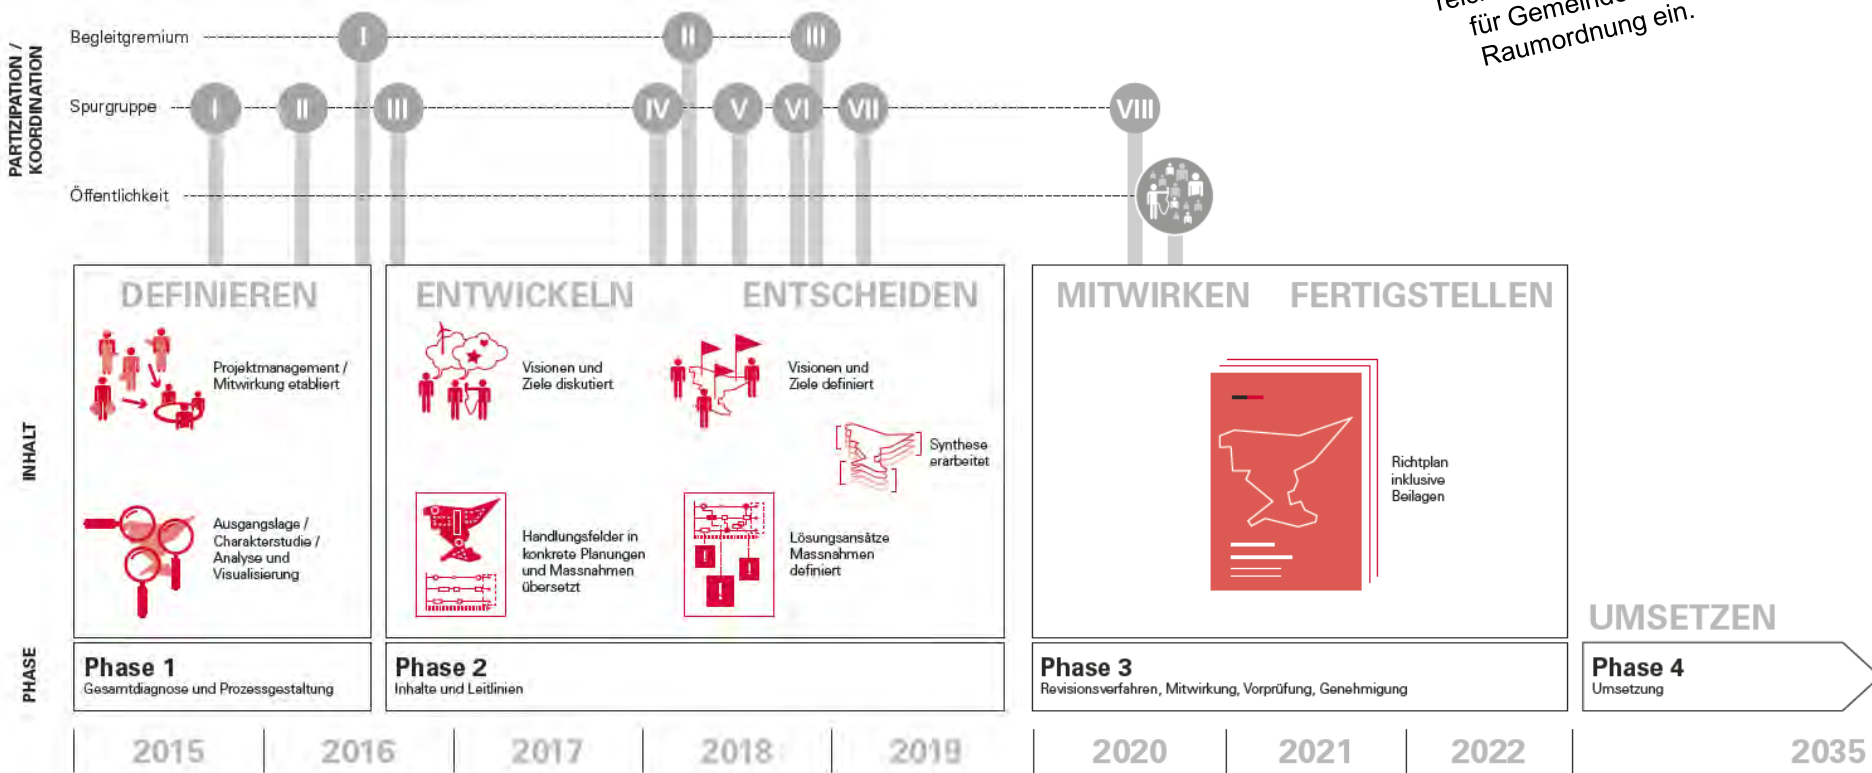 für Gemeinde
Raumordnung ein.
PARTIZIPATION /
KOORDINATION
Begleitgremium
I
II
III
Spurgruppe
I
II
III
IV
V
VI
VII
VIII
Öffentlichkeit
INHALT
DEFINIEREN
Projektmanagement /
Mitwirkung etabliert
Ausgangslage /
Charakterstudie /
Analyse und
Visualisierung
ENTWICKELN
ENTSCHEIDEN
Visionen und
Ziele diskutiert
Visionen und
Ziele definiert
Synthese
erarbeitet
Handlungsfelder in
konkrete Planungen
und Massnahmen
übersetzt
Lösungsansätze
Massnahmen
definiert
MITWIRKEN
FERTIGSTELLEN
Richtplan
inklusive
Beilagen
UMSETZEN
PHASE
Phase 1
Gesamtdiagnose und Prozessgestaltung
Phase 2
Inhalte und Leitlinien
Phase 3
Revisionsverfahren, Mitwirkung, Vorprüfung, Genehmigung
Phase 4
Umsetzung
2015
2016
2017
2018
2019
2020
2021
2022
2035